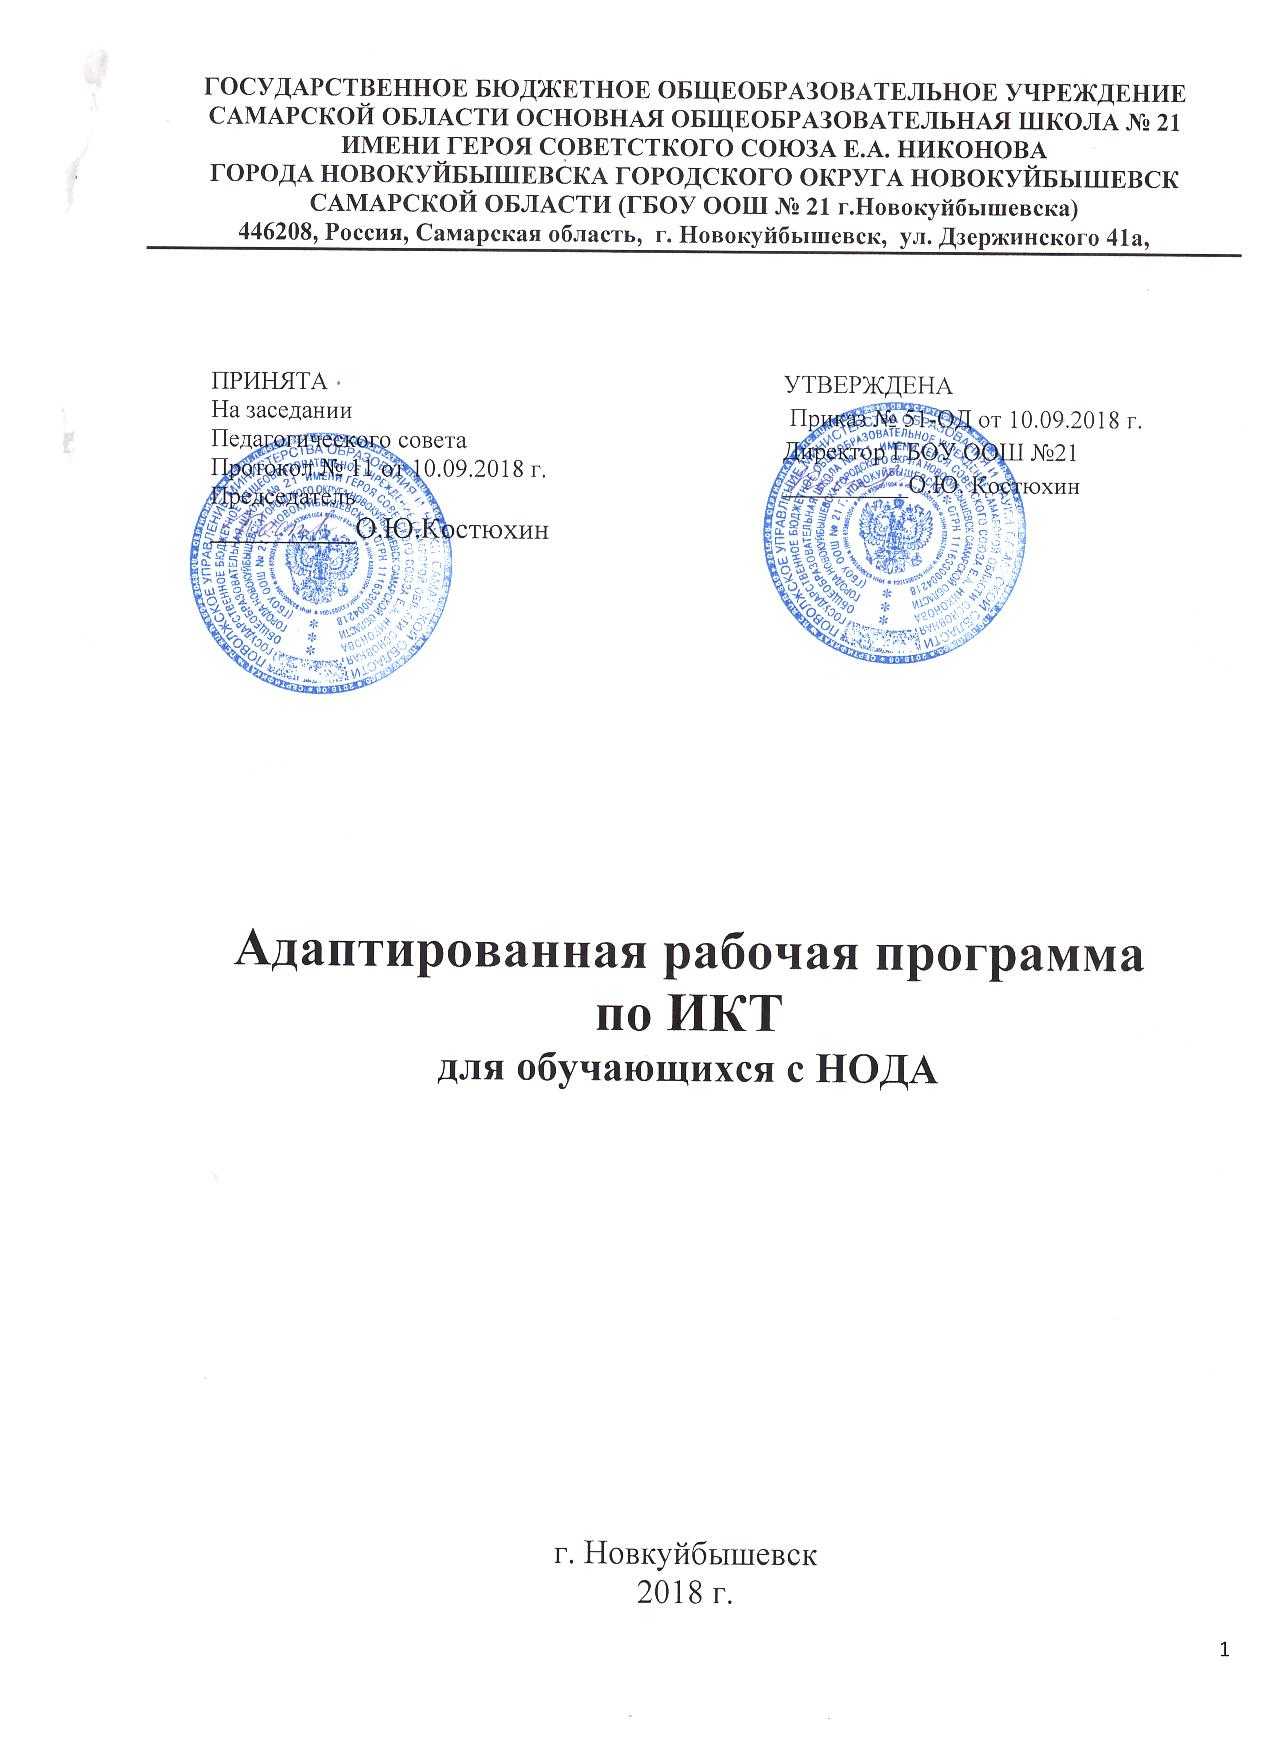 ГОСУДАРСТВЕННОЕ БЮДЖЕТНОЕ ОБЩЕОБРАЗОВАТЕЛЬНОЕ УЧРЕЖДЕНИЕ
САМАРСКОЙ ОБЛАСТИ ОСНОВНАЯ ОБЩЕОБРАЗОВАТЕЛЬНАЯ ШКОЛА № 21
ИМЕНИ ГЕРОЯ СОВЕТСТКОГО СОЮЗА Е.А. НИКОНОВА
ГОРОДА НОВОКУЙБЫШЕВСКА ГОРОДСКОГО ОКРУГА НОВОКУЙБЫШЕВСК
САМАРСКОЙ ОБЛАСТИ (ГБОУ ООШ № 21 г.Новокуйбышевска)
446208, Россия, Самарская область, г. Новокуйбышевск, ул. Дзержинского 41а,
ПРИНЯТА
На заседании
Педагогического совета
Протокол № 11 от 10.09.2018 г.
Председатель
О.Ю.Костюхин
УТВЕРЖДЕНА
Приказ № 51-ОД от 10.09.2018 г.
Директор ГБОУ ООШ №21
О.Ю. Костюхин
Адаптированная рабочая программа
по ИКТ
для обучающихся с НОДА
г. Новкуйбышевск
2018 г.
1